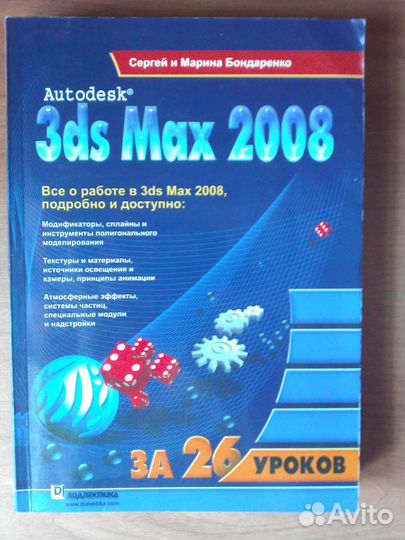 Сергей и Марина Бондаренко
Autodesk®
3ds Max 2008
Все о работе в 3ds Max 2008,
подробно и доступно:
Модификаторы, сплайны и
инструменты полигонального
моделирования
Текстуры и материалы,
источники освещения и
камеры, принципы анимации
Атмосферные эффекты,
системы частиц,
специальные модули
и надстройки
ЗА 26 УРОКОВ
ДИАЛЕКТИКА
www.dialektika.com
Avito